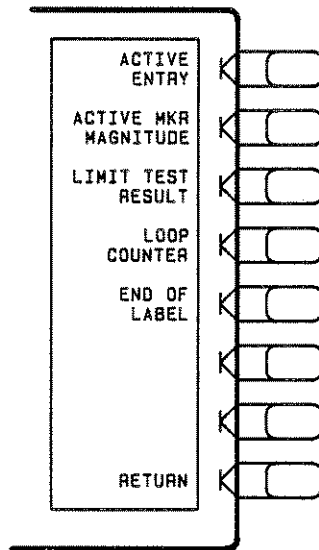 ACTIVE
ENTRY
ACTIVE MKR
MAGNITUDE
LIMIT TEST
RESULT
LOOP
COUNTER
END OF
LABEL
RETURN